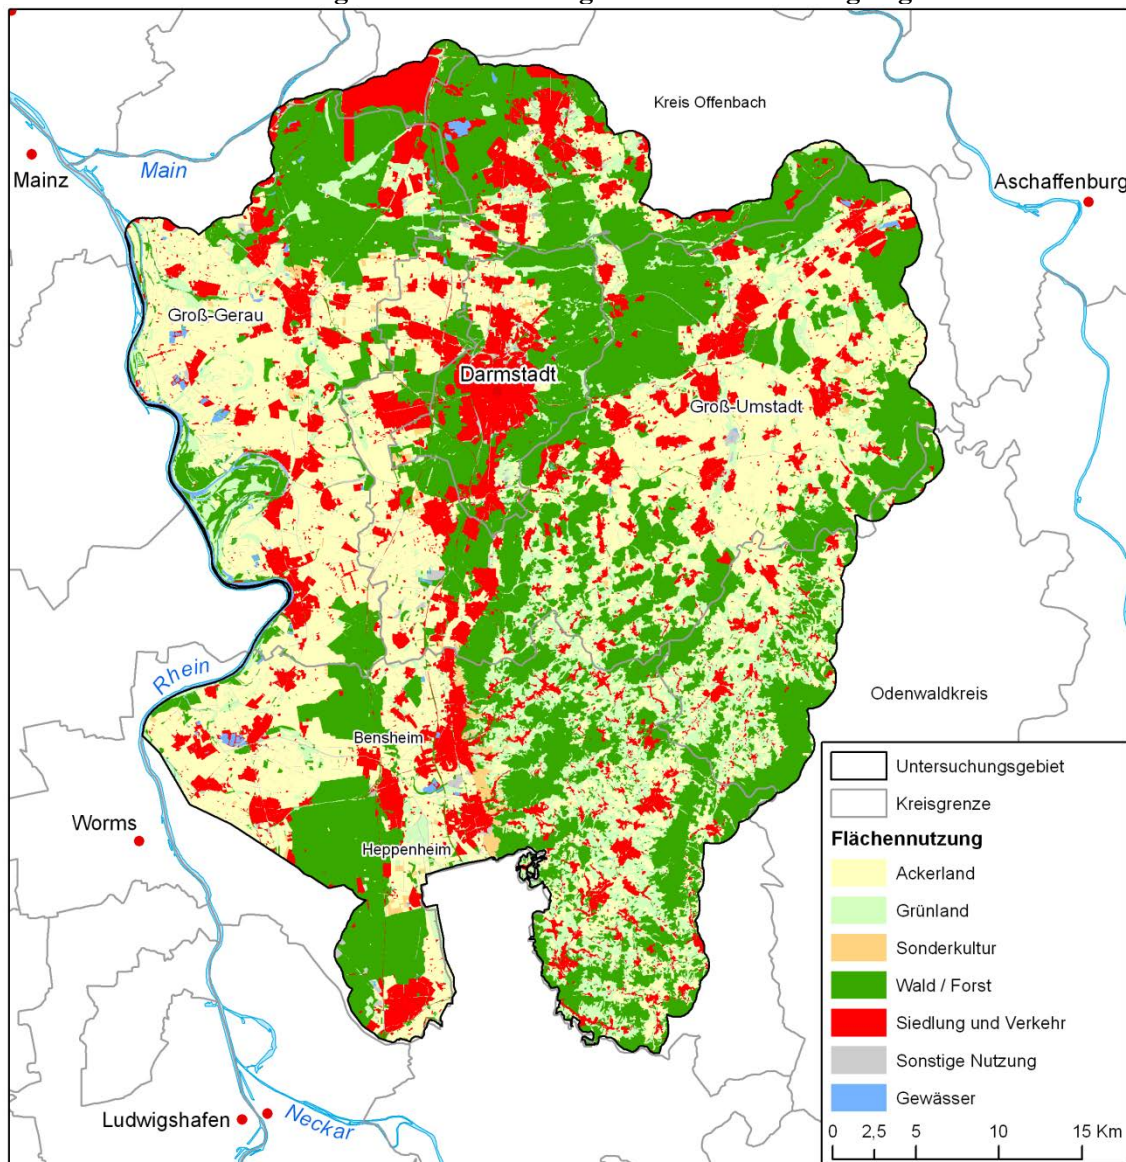 Kreis Offenbach
Main
Mainz
Aschaffenburg
Groß-Gerau
Darmstadt
Groß-Umstadt
Rhein
Odenwaldkreis
Bensheim
Worms
Heppenheim
Ludwigshafen
Neckar
Untersuchungsgebiet
Kreisgrenze
Flächennutzung
Ackerland
Grünland
Sonderkultur
Wald / Forst
Siedlung und Verkehr
Sonstige Nutzung
Gewässer
0 2,5 5 10 15 Km